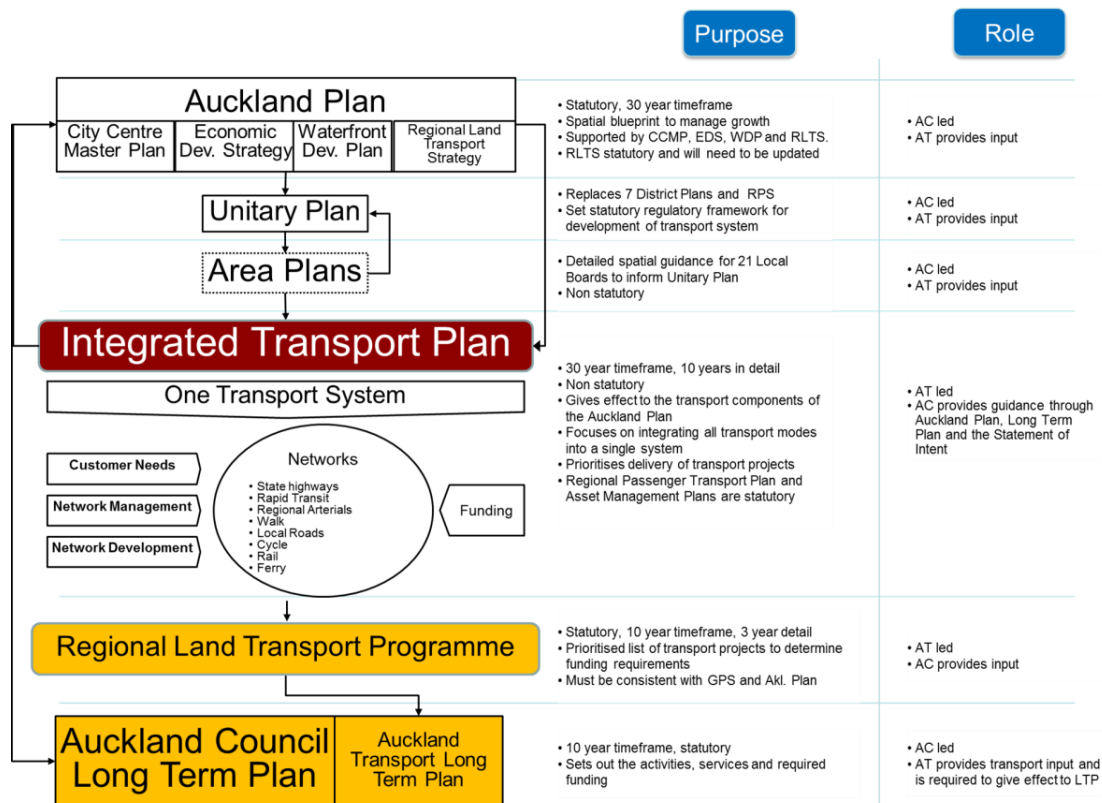 Purpose
Role
Auckland Plan
City Centre
Master Plan
Economic
Dev. Strategy
Waterfront
Dev. Plan
Regional Land
Transport
Strategy
• Statutory, 30 year timeframe
• Spatial blueprint to manage growth
• Supported by CCMP, EDS, WDP and RLTS.
• RLTS statutory and will need to be updated
• AC led
• AT provides input
Unitary Plan
• Replaces 7 District Plans and RPS
• Set statutory regulatory framework for
development of transport system
• AC led
• AT provides input
Area Plans
• Detailed spatial guidance for 21 Local
Boards to inform Unitary Plan
• Non statutory
• AC led
• AT provides input
Integrated Transport Plan
One Transport System
Customer Needs
Network Management
Network Development
Networks
• State highways
• Rapid Transit
• Regional Arterials
• Walk
• Local Roads
• Cycle
• Rail
• Ferry
Funding
• 30 year timeframe, 10 years in detail
• Non statutory
• Gives effect to the transport components of
the Auckland Plan
• Focuses on integrating all transport modes
into a single system
• Prioritises delivery of transport projects
• Regional Passenger Transport Plan and
Asset Management Plans are statutory
• AT led
• AC provides guidance through
Auckland Plan, Long Term
Plan and the Statement of
Intent
Regional Land Transport Programme
• Statutory, 10 year timeframe, 3 year detail
• Prioritised list of transport projects to determine
funding requirements
• Must be consistent with GPS and Akl. Plan
• AT led
• AC provides input
Auckland Council
Long Term Plan
Auckland
Transport Long
Term Plan
• 10 year timeframe, statutory
• Sets out the activities, services and required
funding
• AC led
• AT provides transport input and
is required to give effect to LTP